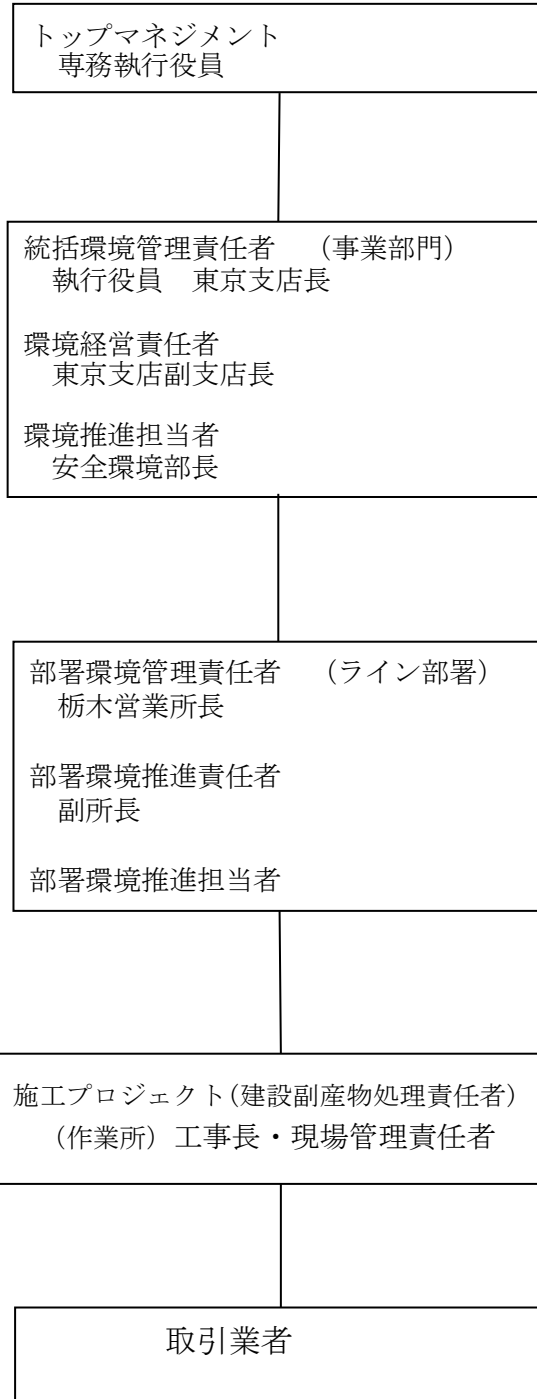 トップマネジメント
専務執行役員
統括環境管理責任者　（事業部門）
執行役員　東京支店長
環境経営責任者
東京支店副支店長
環境推進担当者
安全環境部長
部署環境管理責任者　（ライン部署）
栃木営業所長
部署環境推進責任者
副所長
部署環境推進担当者
施工プロジェクト(建設副産物処理責任者)
（作業所）工事長・現場管理責任者
取引業者